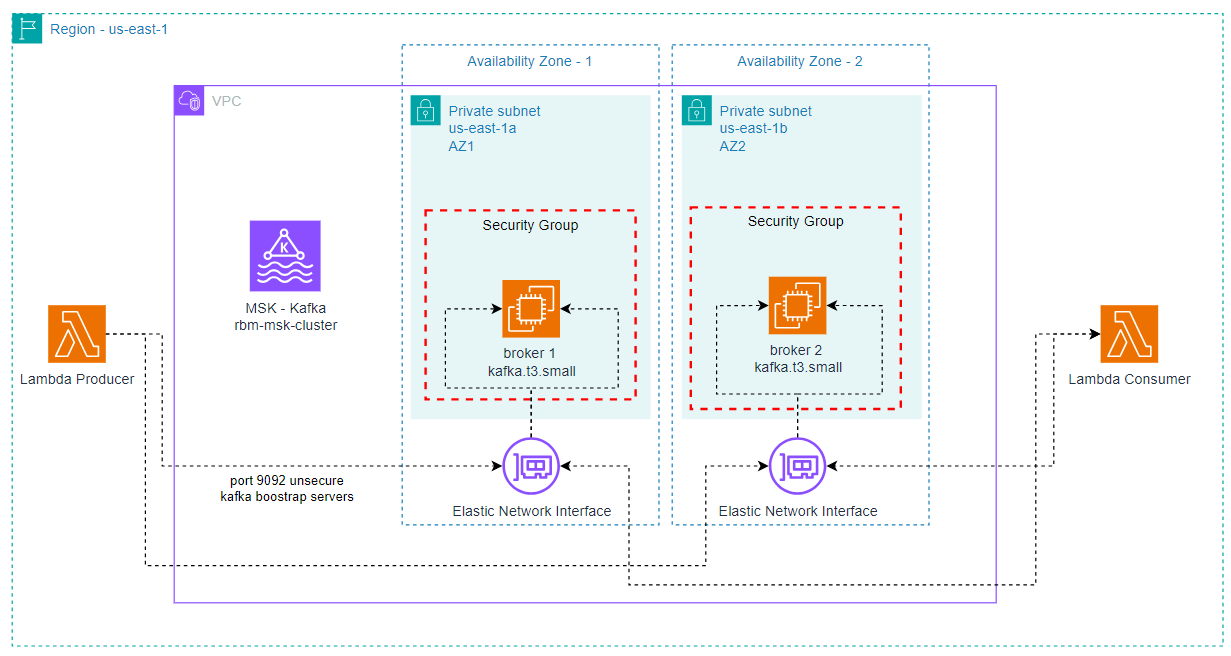 Region - us-east-1
Availability Zone - 1
Availability Zone - 2
VPC
Private subnet
us-east-1a
AZ1
Private subnet
us-east-1b
AZ2
Security Group
Security Group
K
MSK - Kafka
rbm-msk-cluster
broker 1
kafka.t3.small
broker 2
kafka.t3.small
Lambda Producer
Lambda Consumer
port 9092 unsecure
kafka boostrap servers
Elastic Network Interface
Elastic Network Interface